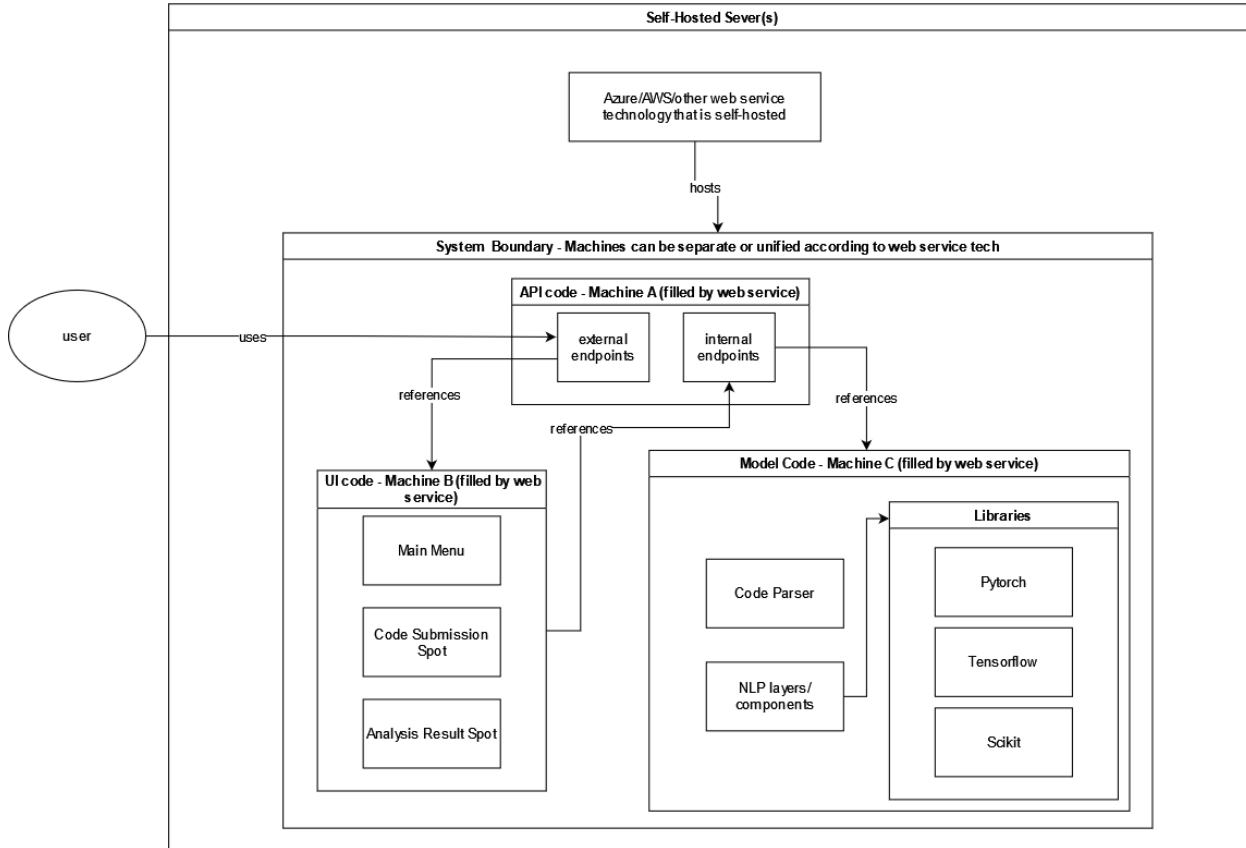 Self-Hosted Sever(s)
Azure/AWS/other web service
technology that is self-hosted
hosts
System Boundary - Machines can be separate or unified according to web service tech
API code - Machine A (filled by web service)
user
uses
external
endpoints
internal
endpoints
references
references
references
UI code - Machine B (filled by web
service)
Main Menu
Code Submission
Spot
Analysis Result Spot
Model Code - Machine C (filled by web service)
Libraries
Code Parser
NLP layers/
components
Pytorch
Tensorflow
Scikit